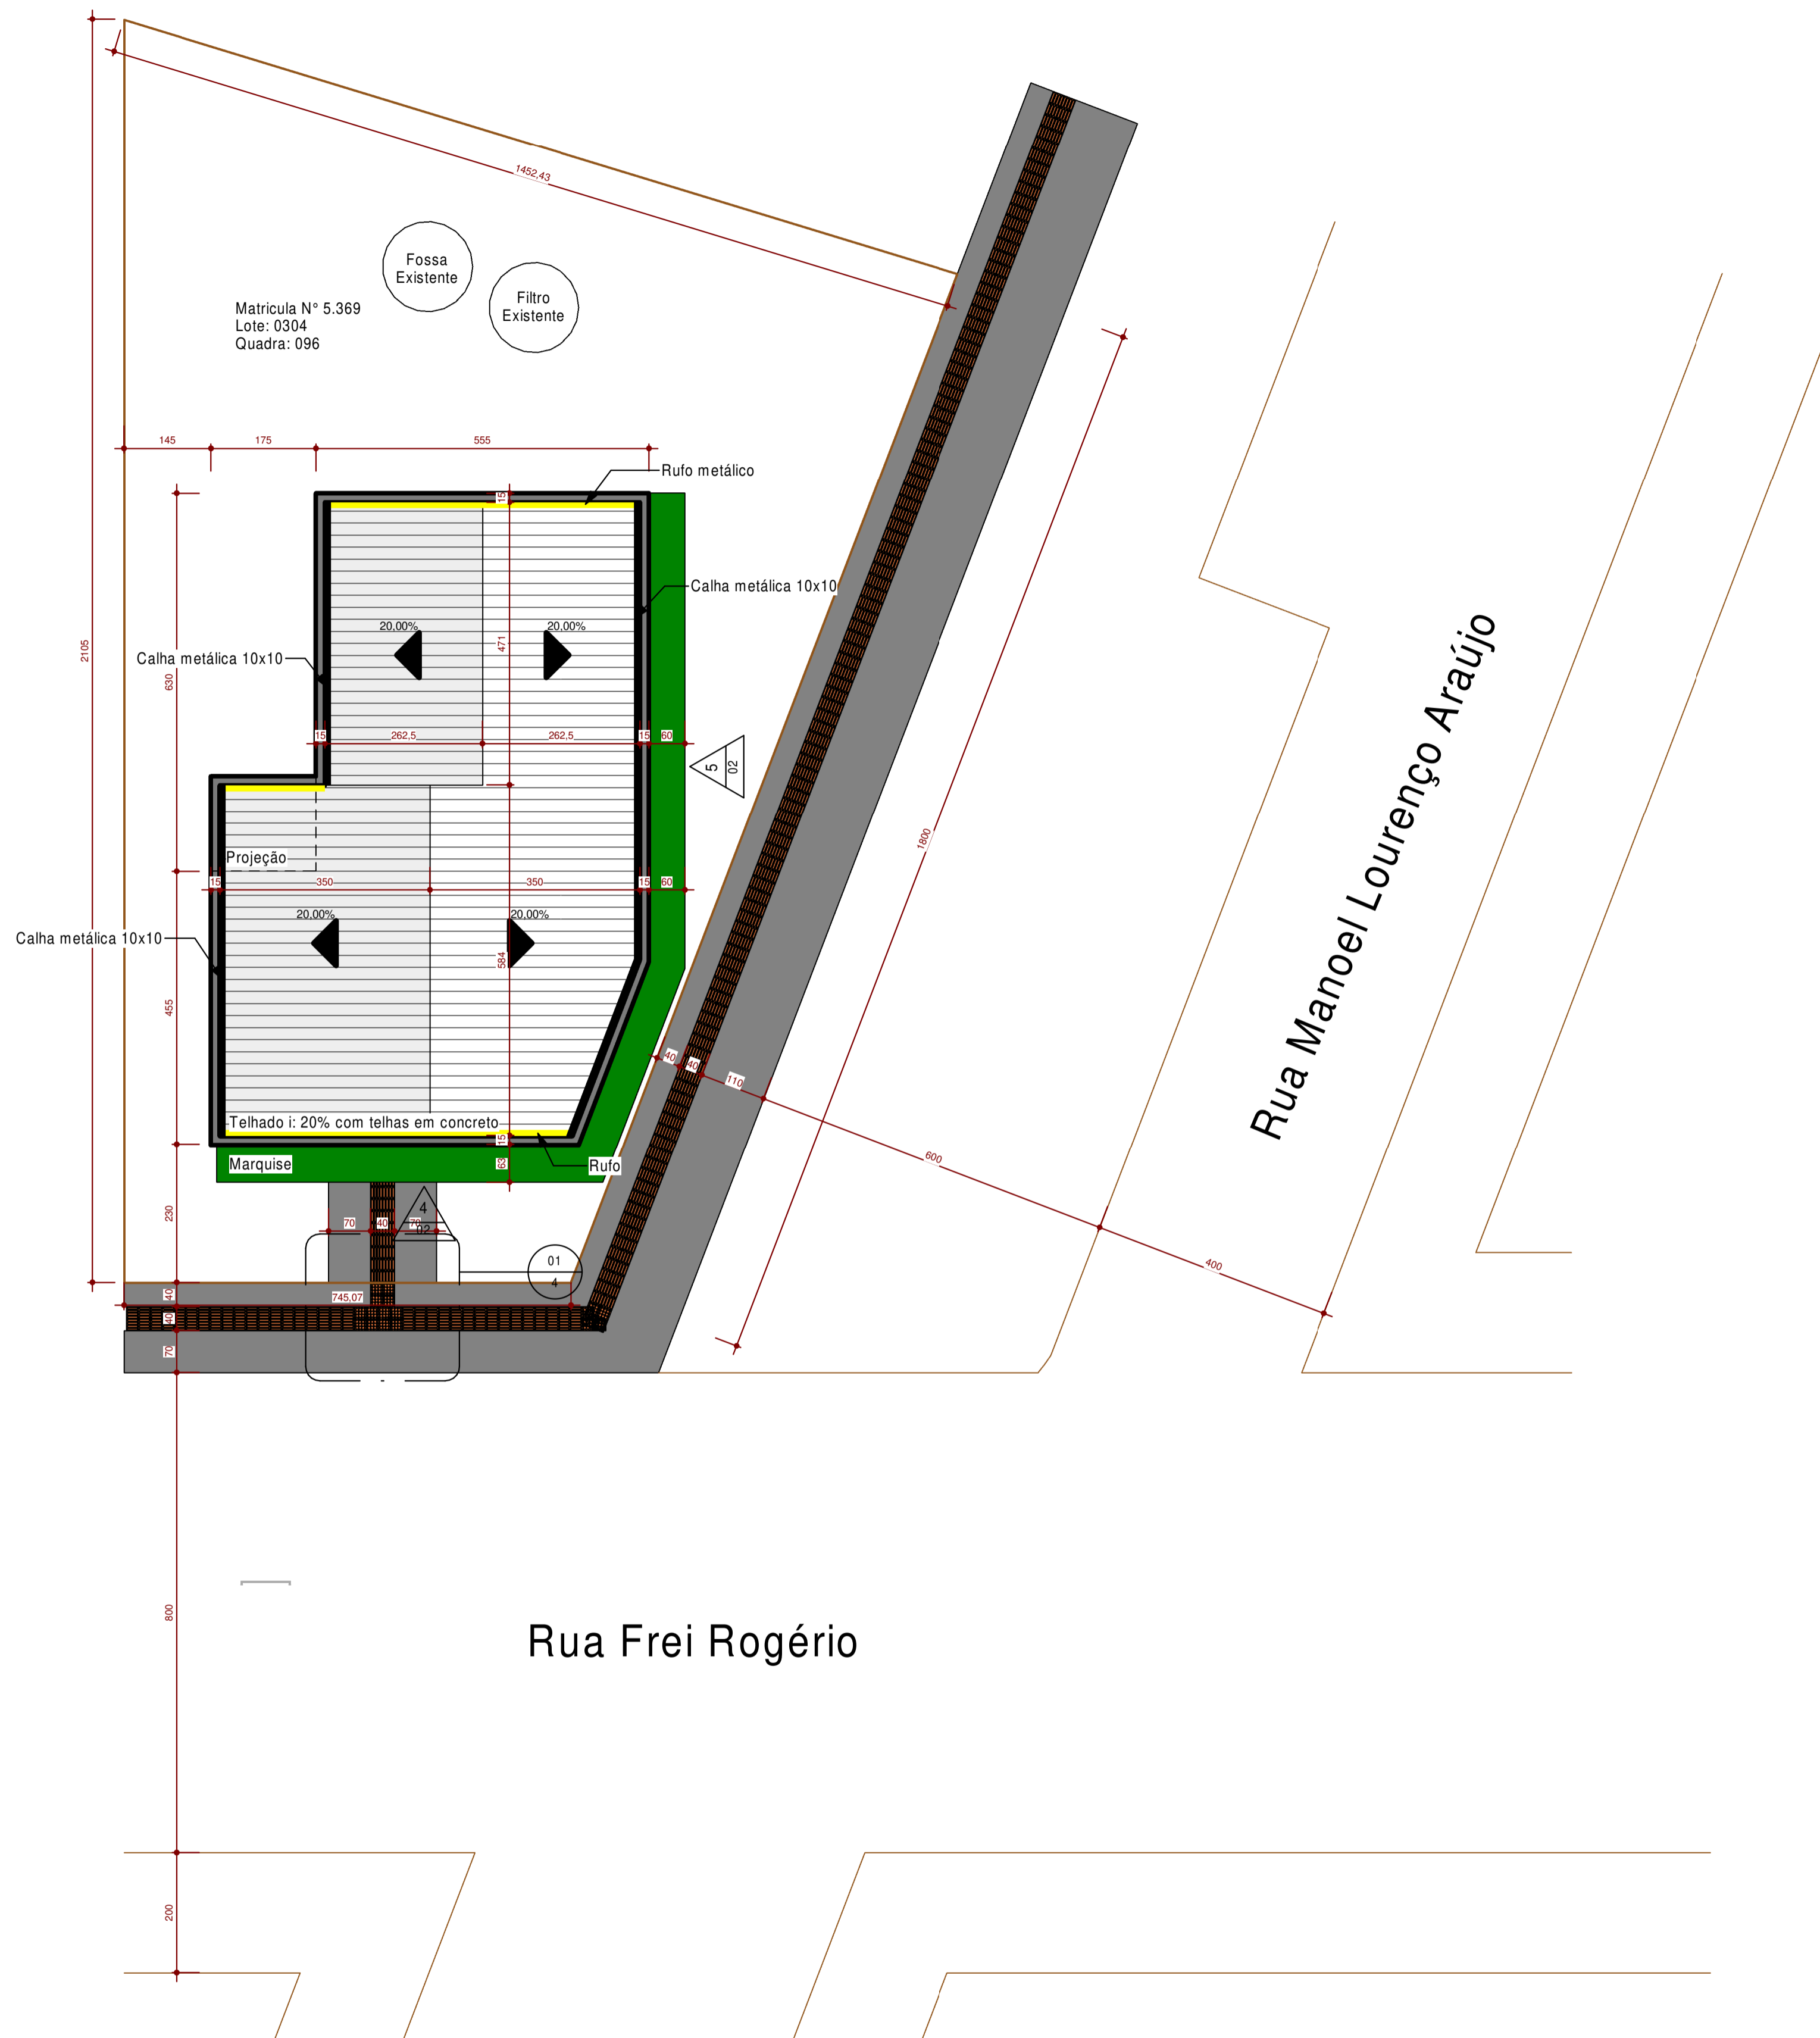 1452,43
Fossa
Existente
Filtro
Existente
Matricula N° 5.369
Lote: 0304
Quadra: 096
145
175
555
Rufo metálico
15
Calha metálica 10x10
20,00%
20,00%
471
2105
630
Calha metálica 10x10
Rua Manoel Lourenço Araújo
15
262,5
262,5
15
60
5
02
1800
Projeção
15
350
350
15
60
20,00%
20,00%
Calha metálica 10x10
584
455
40
40
110
Telhado i: 20% com telhas em concreto
15
Marquise
63
Rufo
600
230
4
02
70
40
70
01
4
400
745,07
40
40
70
800
Rua Frei Rogério
200